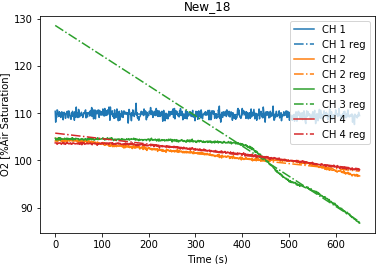 New_18
O2 [%Air Saturation]
130
120
110
100
90
0
100
200
300
400
500
600
Time (s)
CH 1
CH 1 reg
CH 2
CH 2 reg
CH 3
CH 3 reg
CH 4
CH 4 reg